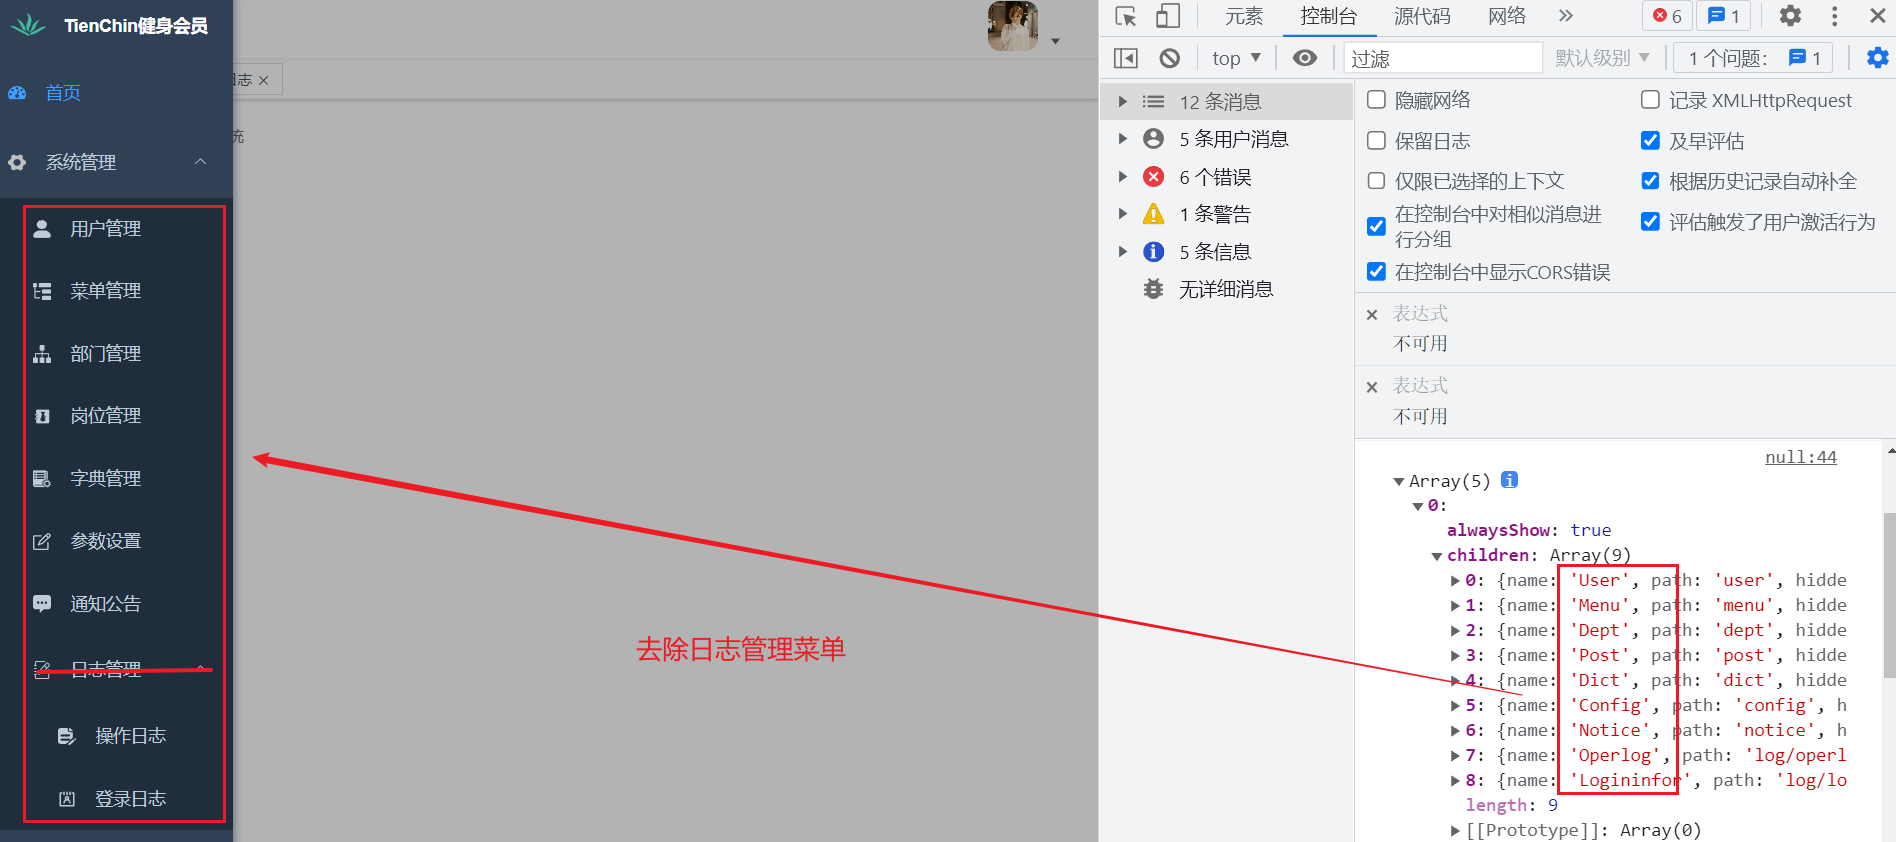 TienChin健身会员
首页
系统管理
用户管理
菜单管理
部门管理
岗位管理
字典管理
参数设置
通知公告
日志管理
操作日志
登录日志
日志
统
去除日志管理菜单
元素 控制台 源代码 网络 6 1
top 过滤 默认级别 1 个问题: 1
12 条消息
5 条用户消息
6 个错误
1 条警告
5 条信息
无详细消息
隐藏网络 记录 XMLHttpRequest
保留日志 及早评估
仅限已选择的上下文 根据历史记录自动补全
在控制台中对相似消息进行分组 评估触发了用户激活行为
在控制台中显示CORS错误
表达式
不可用
表达式
不可用
null:44
Array(5)
0:
alwaysShow: true
children: Array(9)
0: {name: 'User', path: 'user', hidde
1: {name: 'Menu', path: 'menu', hidde
2: {name: 'Dept', path: 'dept', hidde
3: {name: 'Post', path: 'post', hidde
4: {name: 'Dict', path: 'dict', hidde
5: {name: 'Config', path: 'config', h
6: {name: 'Notice', path: 'notice', h
7: {name: 'Operlog', path: 'log/operl
8: {name: 'Logininfor', path: 'log/lo
length: 9
[[Prototype]]: Array(0)